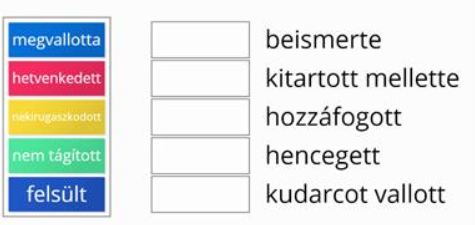 megvallotta
hetvenkedett
nekirugaszkodott
nem tágított
felsült
beismerte
kitartott mellette
hozzáfogott
hencegett
kudarcot vallott